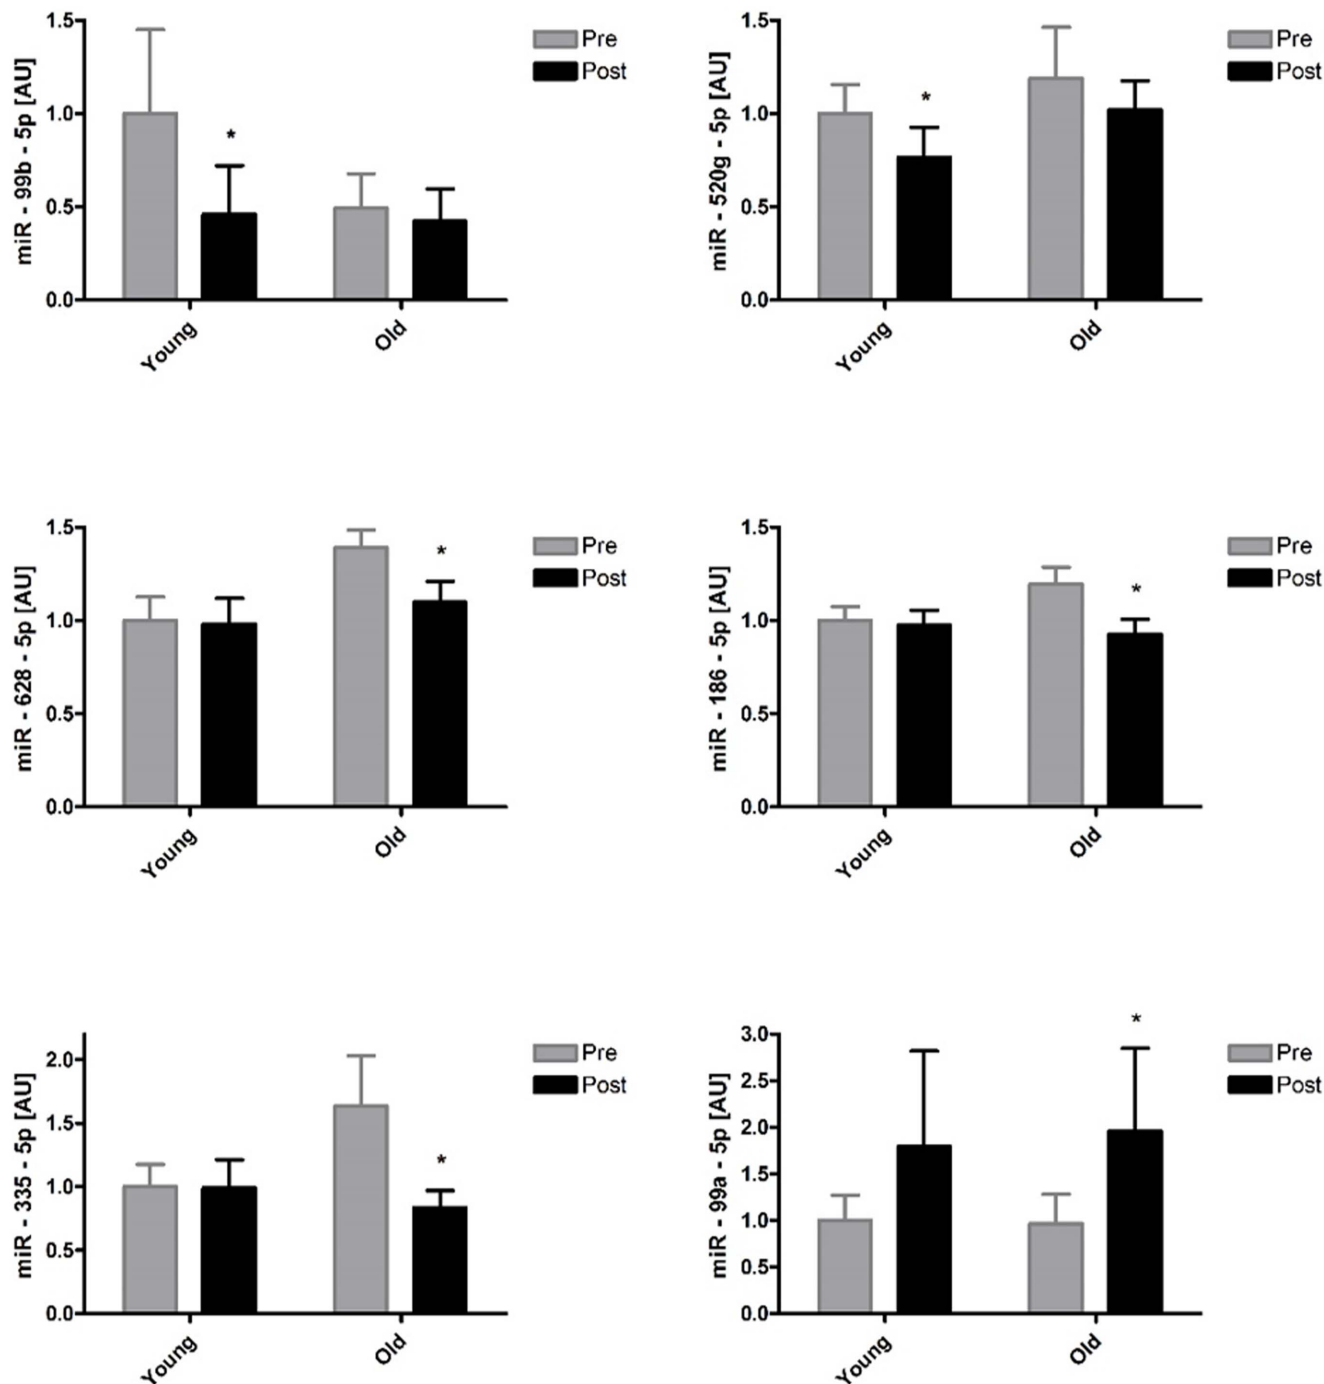 miR - 99b - 5p [AU]
1.5
1.0
0.5
0.0
*
Young
Old
Pre
Post
miR - 520g - 5p [AU]
1.5
1.0
0.5
0.0
*
Young
Old
Pre
Post
miR - 628 - 5p [AU]
1.5
1.0
0.5
0.0
*
Young
Old
Pre
Post
miR - 186 - 5p [AU]
1.5
1.0
0.5
0.0
*
Young
Old
Pre
Post
miR - 335 - 5p [AU]
2.0
1.5
1.0
0.5
0.0
*
Young
Old
Pre
Post
miR - 99a - 5p [AU]
3.0
2.5
2.0
1.5
1.0
0.5
0.0
*
Young
Old
Pre
Post